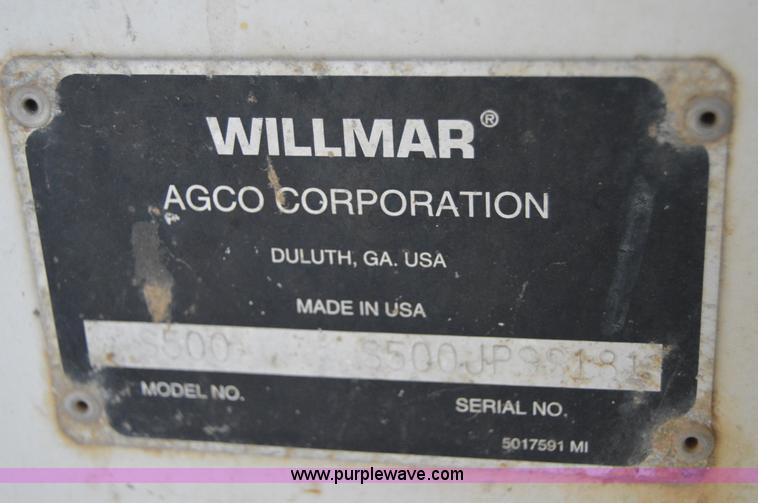 WILLMAR®
AGCO CORPORATION
DULUTH, GA. USA
MADE IN USA
S500
MODEL NO.
SERIAL NO.
5017591 MI
www.purplewave.com